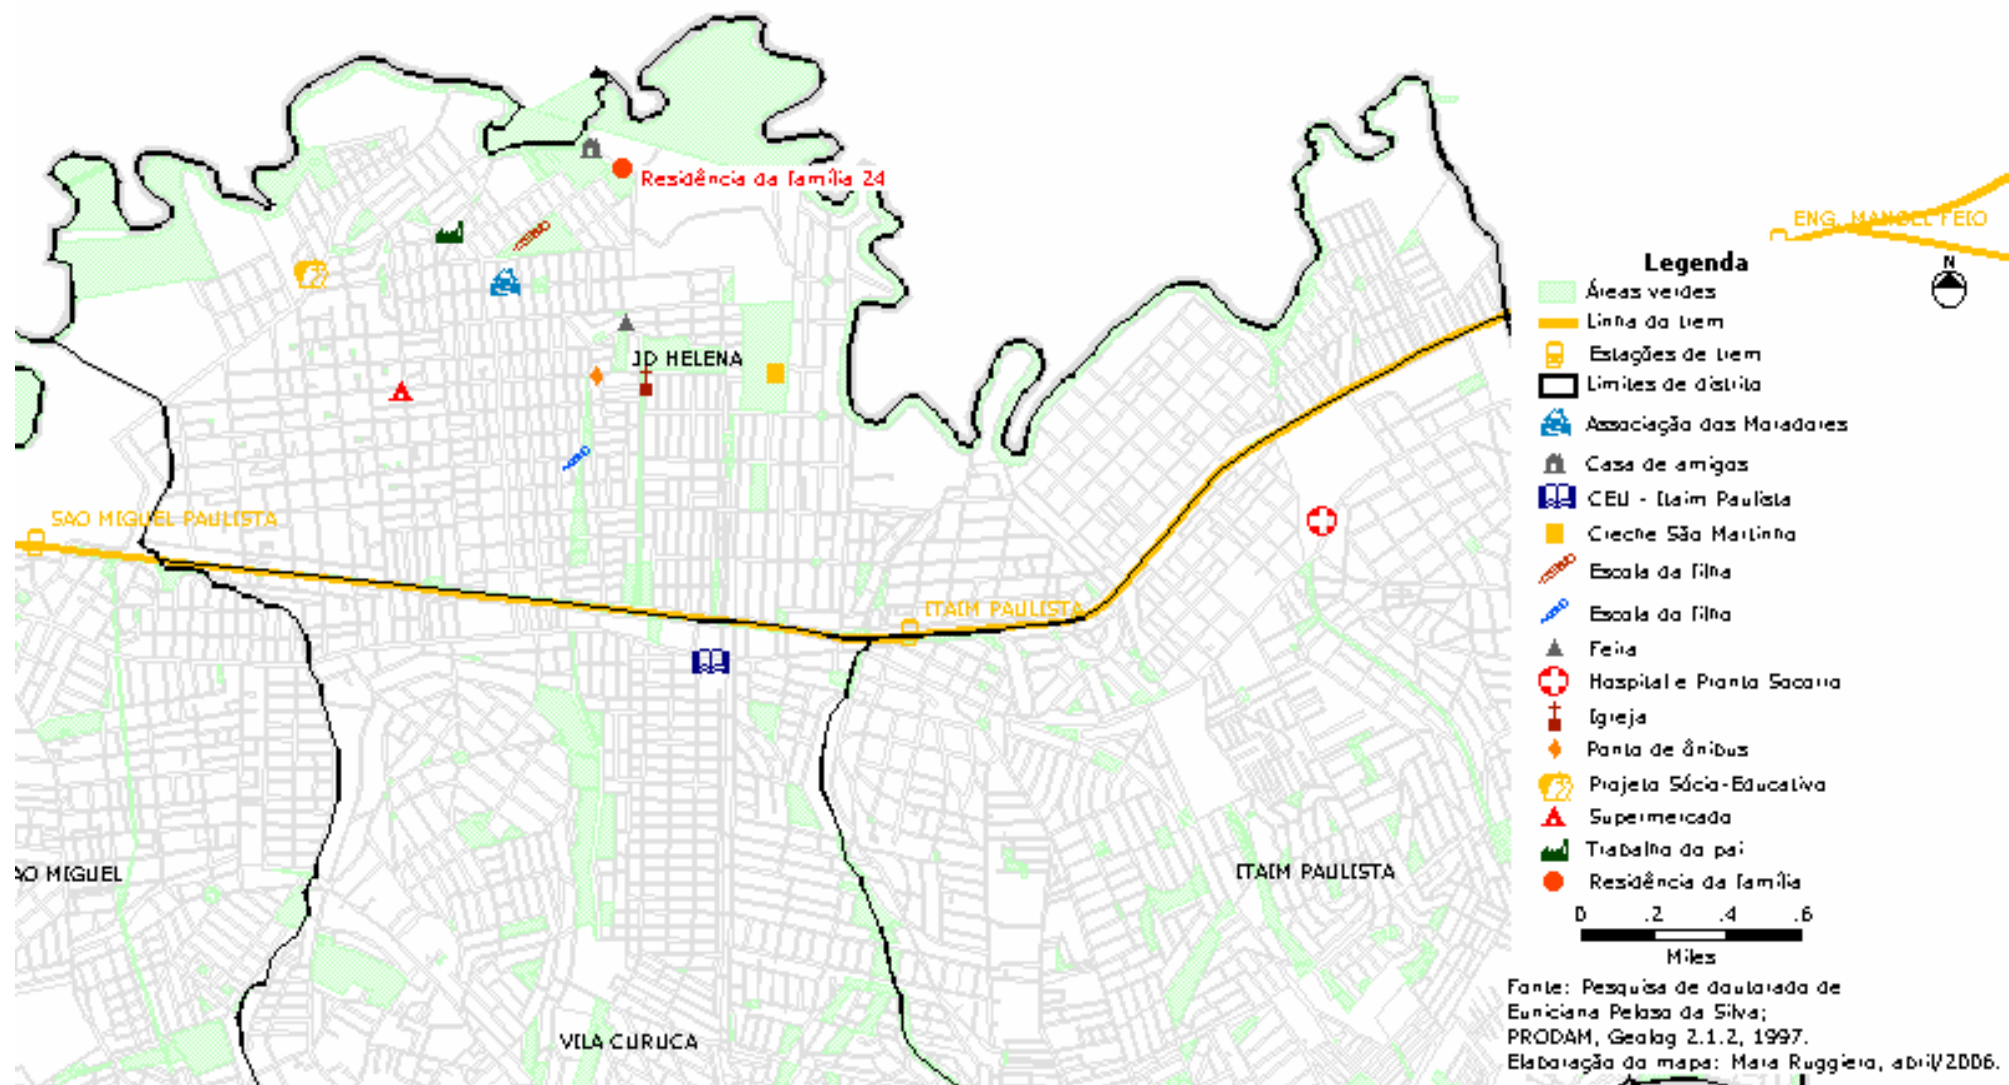 Residência da família 24
ENG. MANOEL FEIO
N
JD HELENA
SAO MIGUEL PAULISTA
ITAIM PAULISTA
AO MIGUEL
ITAIM PAULISTA
VILA CURUCA
Legenda
Áreas verdes
Linha do trem
Estações de trem
Limites de distrito
Associação dos Moradores
Casa de amigos
CEU - Itaim Paulista
Creche São Martinho
Escola da filha
Escola do filho
Feira
Hospital e Pronto Socorro
Igreja
Ponto de ônibus
Projeto Sócio-Educativo
Supermercado
Trabalho do pai
Residência da família
0 .2 .4 .6
Miles
Fonte: Pesquisa de doutorado de
Euniciana Peloso da Silva;
PRODAM, Geolog 2.1.2, 1997.
Elaboração do mapa: Mara Ruggiero, abril/2006.